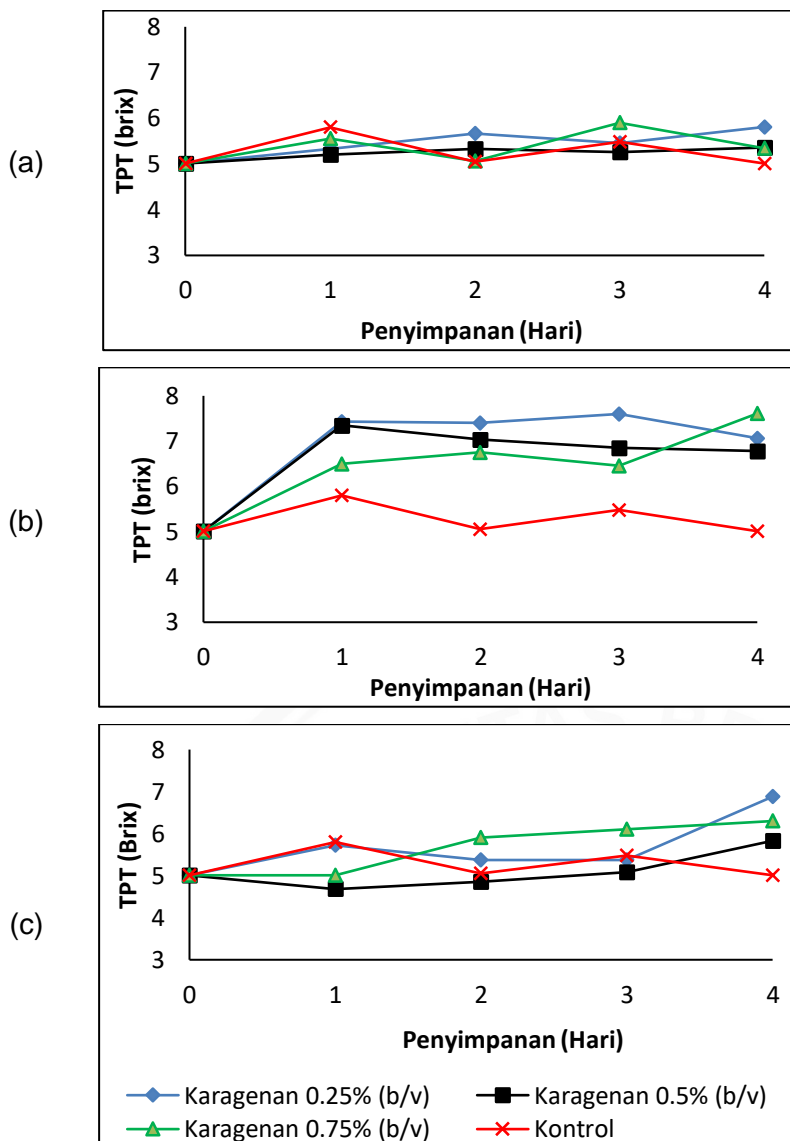 (a)
TPT (brix)
8
7
6
5
4
3
0 1 2 3 4
Penyimpanan (Hari)
(b)
TPT (brix)
8
7
6
5
4
3
0 1 2 3 4
Penyimpanan (Hari)
(c)
TPT (Brix)
8
7
6
5
4
3
0 1 2 3 4
Penyimpanan (Hari)
Karagenan 0.25% (b/v) Karagenan 0.5% (b/v)
Karagenan 0.75% (b/v) Kontrol